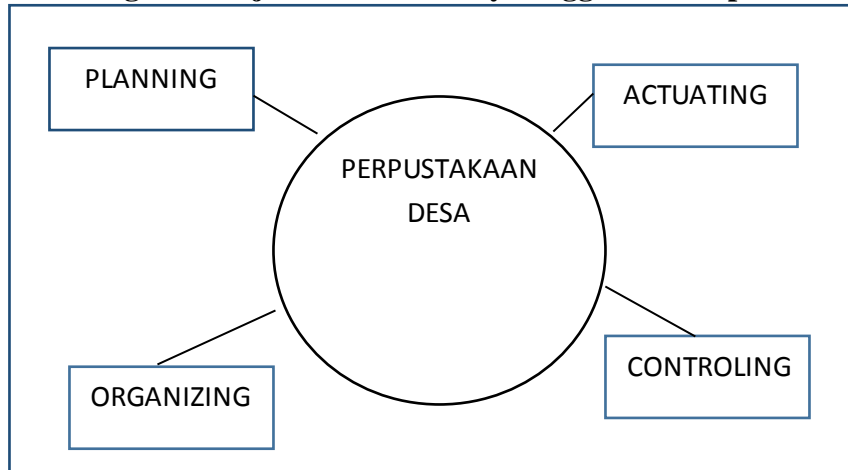 PLANNING
ACTUATING
PERPUSTAKAAN
DESA
ORGANIZING
CONTROLING